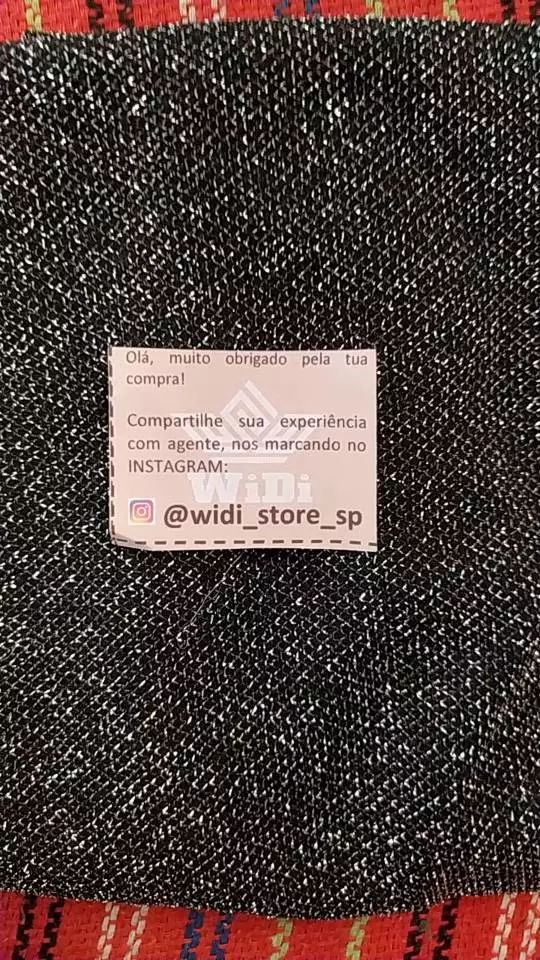 Olá, muito obrigado pela tua
compra!
Compartilhe sua experiência
com agente, nos marcando no
INSTAGRAM:
WiDi
@widi_store_sp